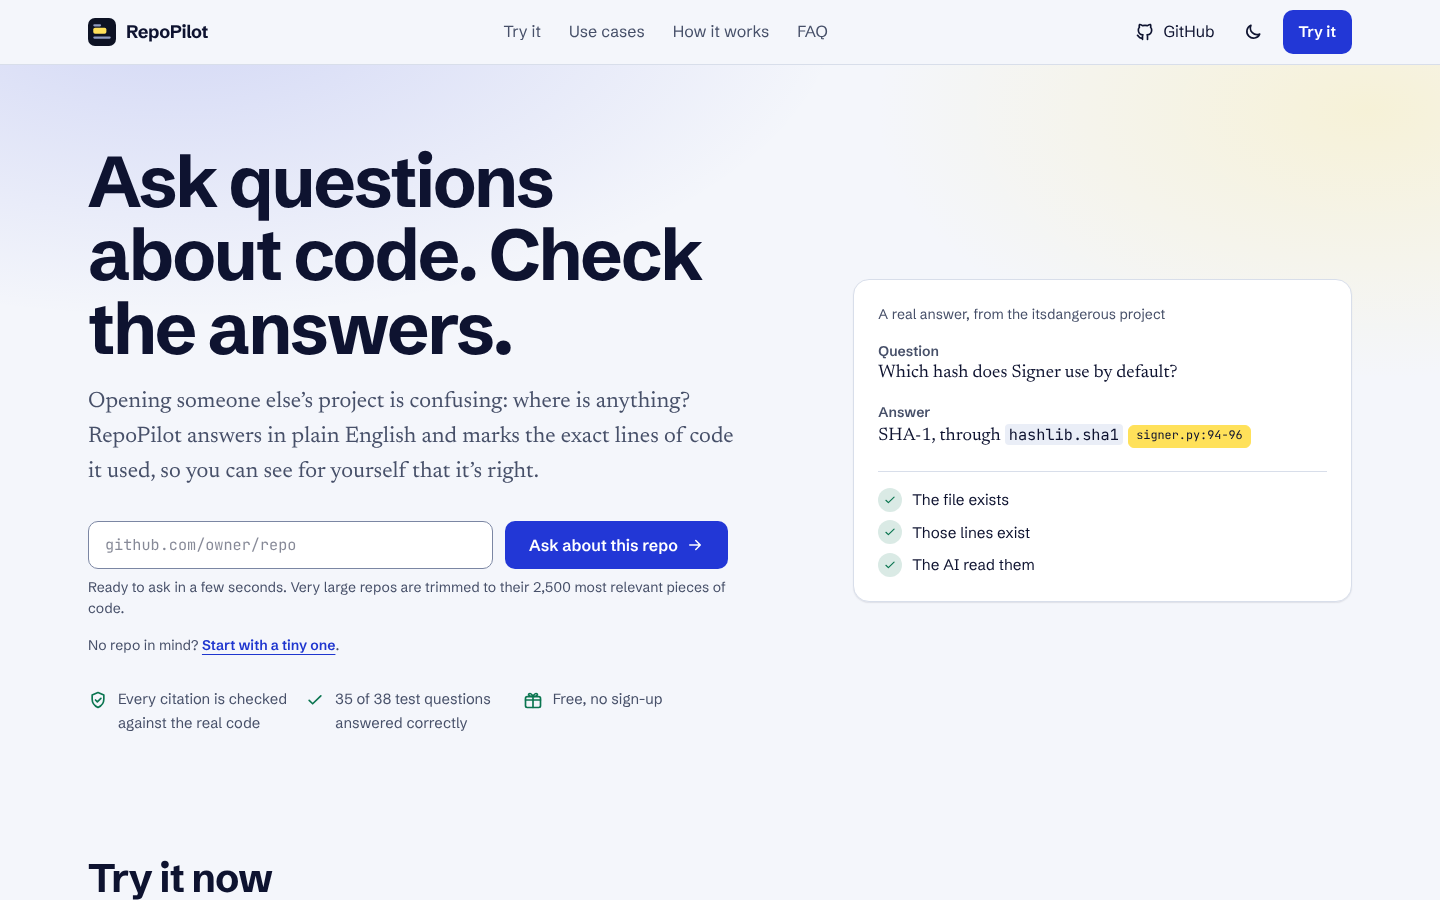 RepoPilot
Try it
Use cases
How it works
FAQ
GitHub
Try it
Ask questions
about code. Check
the answers.
Opening someone else’s project is confusing: where is anything?
RepoPilot answers in plain English and marks the exact lines of code
it used, so you can see for yourself that it’s right.
github.com/owner/repo
Ask about this repo →
Ready to ask in a few seconds. Very large repos are trimmed to their 2,500 most relevant pieces of
code.
No repo in mind? Start with a tiny one.
Every citation is checked
against the real code
35 of 38 test questions
answered correctly
Free, no sign-up
A real answer, from the itsdangerous project
Question
Which hash does Signer use by default?
Answer
SHA-1, through hashlib.sha1 signer.py:94-96
The file exists
Those lines exist
The AI read them
Try it now